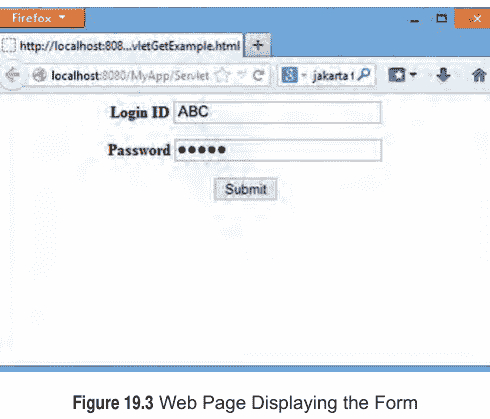 Firefox
http://localhost:808...vletGetExample.html
localhost:8080/MyApp/Servlet
jakarta t
Login ID ABC
Password •••••
Submit
Figure 19.3 Web Page Displaying the Form